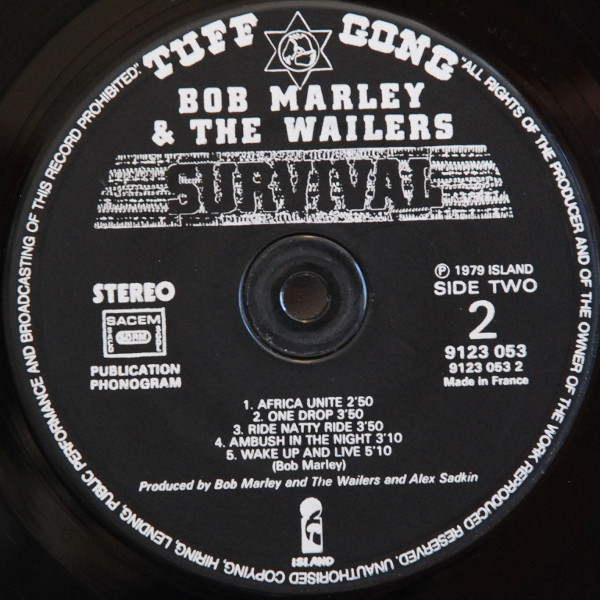 TUFF GONG
BOB MARLEY
& THE WAILERS
SURVIVAL
STEREO
SACEM
SACD
SDRM
SGDL
PUBLICATION
PHONOGRAM
Ⓟ 1979 ISLAND
SIDE TWO
2
9123 053
9123 053 2
Made in France
1. AFRICA UNITE 2'50
2. ONE DROP 3'50
3. RIDE NATTY RIDE 3'50
4. AMBUSH IN THE NIGHT 3'10
5. WAKE UP AND LIVE 5'10
(Bob Marley)
Produced by Bob Marley and The Wailers and Alex Sadkin
ISLAND
"ALL RIGHTS OF THE PRODUCER AND OF THE OWNER OF THE WORK REPRODUCED RESERVED. UNAUTHORISED COPYING, HIRING, LENDING, PUBLIC PERFORMANCE AND BROADCASTING OF THIS RECORD PROHIBITED."